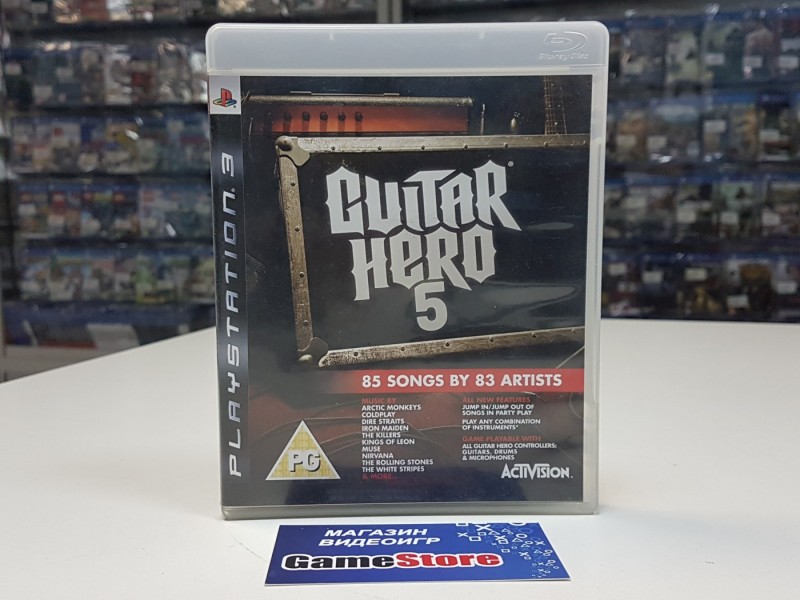 Blu-ray Disc
PLAYSTATION 3
GUITAR
HERO
5
85 SONGS BY 83 ARTISTS
MUSIC BY
ARCTIC MONKEYS
COLDPLAY
DIRE STRAITS
IRON MAIDEN
THE KILLERS
KINGS OF LEON
MUSE
NIRVANA
THE ROLLING STONES
THE WHITE STRIPES
& MORE...
ALL NEW FEATURES
JUMP IN/JUMP OUT OF
SONGS IN PARTY PLAY
PLAY ANY COMBINATION
OF INSTRUMENTS*
GAME PLAYABLE WITH
ALL GUITAR HERO CONTROLLERS:
GUITARS, DRUMS
& MICROPHONES
PG
ACTIVISION.
МАГАЗИН
ВИДЕОИГР
GameStore